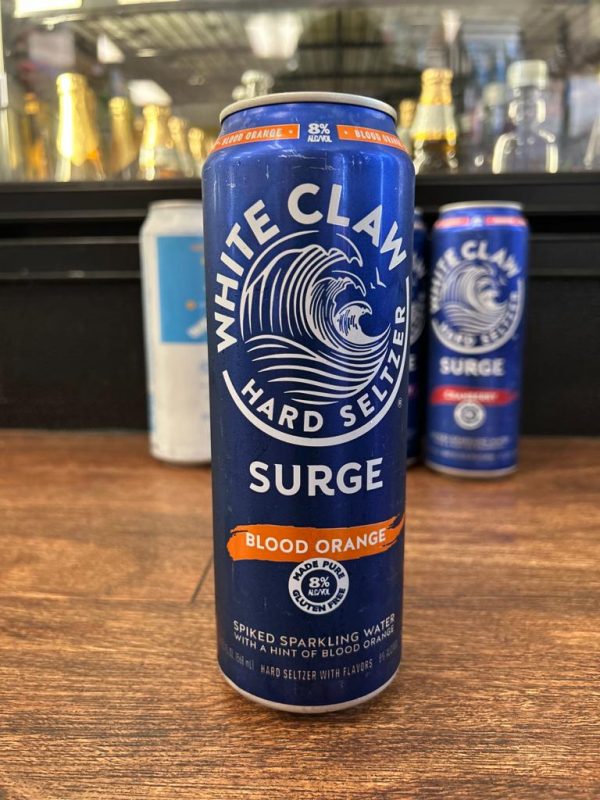 BLOOD ORANGE
8%
ALC/VOL
BLOOD ORANGE
WHITE CLAW
HARD SELTZER
®
SURGE
BLOOD ORANGE
MADE PURE
8%
ALC/VOL
GLUTEN FREE
SPIKED SPARKLING WATER
WITH A HINT OF BLOOD ORANGE
HARD SELTZER WITH FLAVORS
WHITE CLAW
HARD SELTZER
SURGE
CRANBERRY